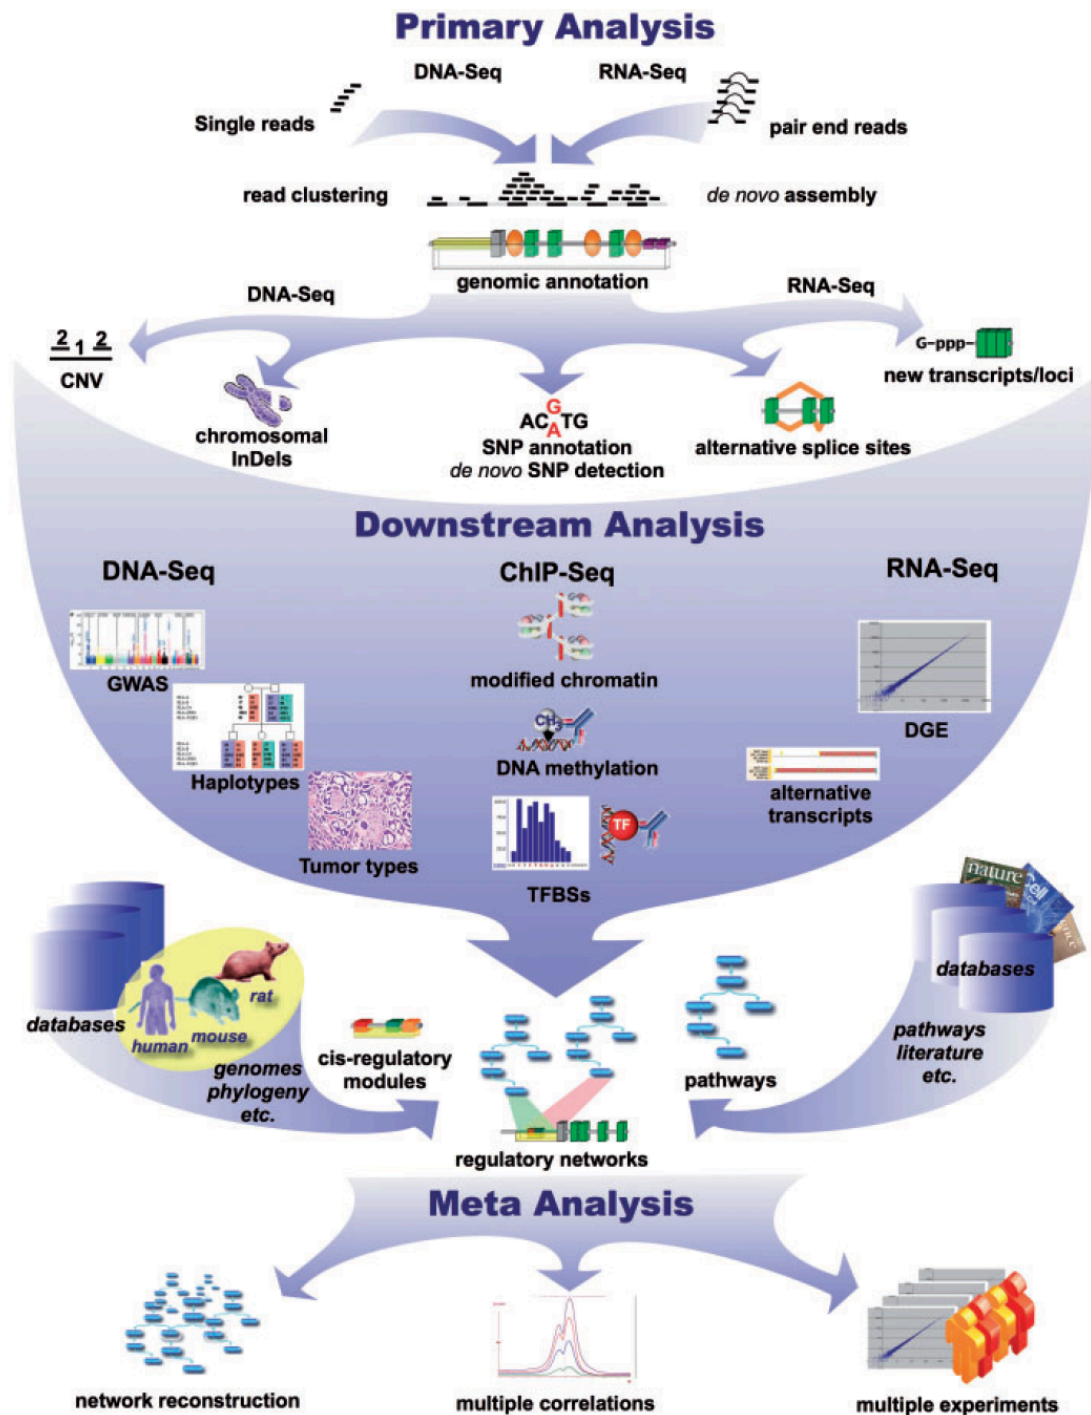 Primary Analysis
DNA-Seq
RNA-Seq
Single reads
pair end reads
read clustering
de novo assembly
genomic annotation
DNA-Seq
RNA-Seq
2 1 2
CNV
G-ppp-
new transcripts/loci
chromosomal
InDels
G
AC TG
A
SNP annotation
de novo SNP detection
alternative splice sites
Downstream Analysis
DNA-Seq
ChIP-Seq
RNA-Seq
GWAS
modified chromatin
DGE
Haplotypes
CH3
DNA methylation
alternative
transcripts
Tumor types
TF
TFBSs
nature
Cell
databases
databases
rat
mouse
human
genomes
phylogeny
etc.
cis-regulatory
modules
pathways
pathways
literature
etc.
regulatory networks
Meta Analysis
network reconstruction
multiple correlations
multiple experiments